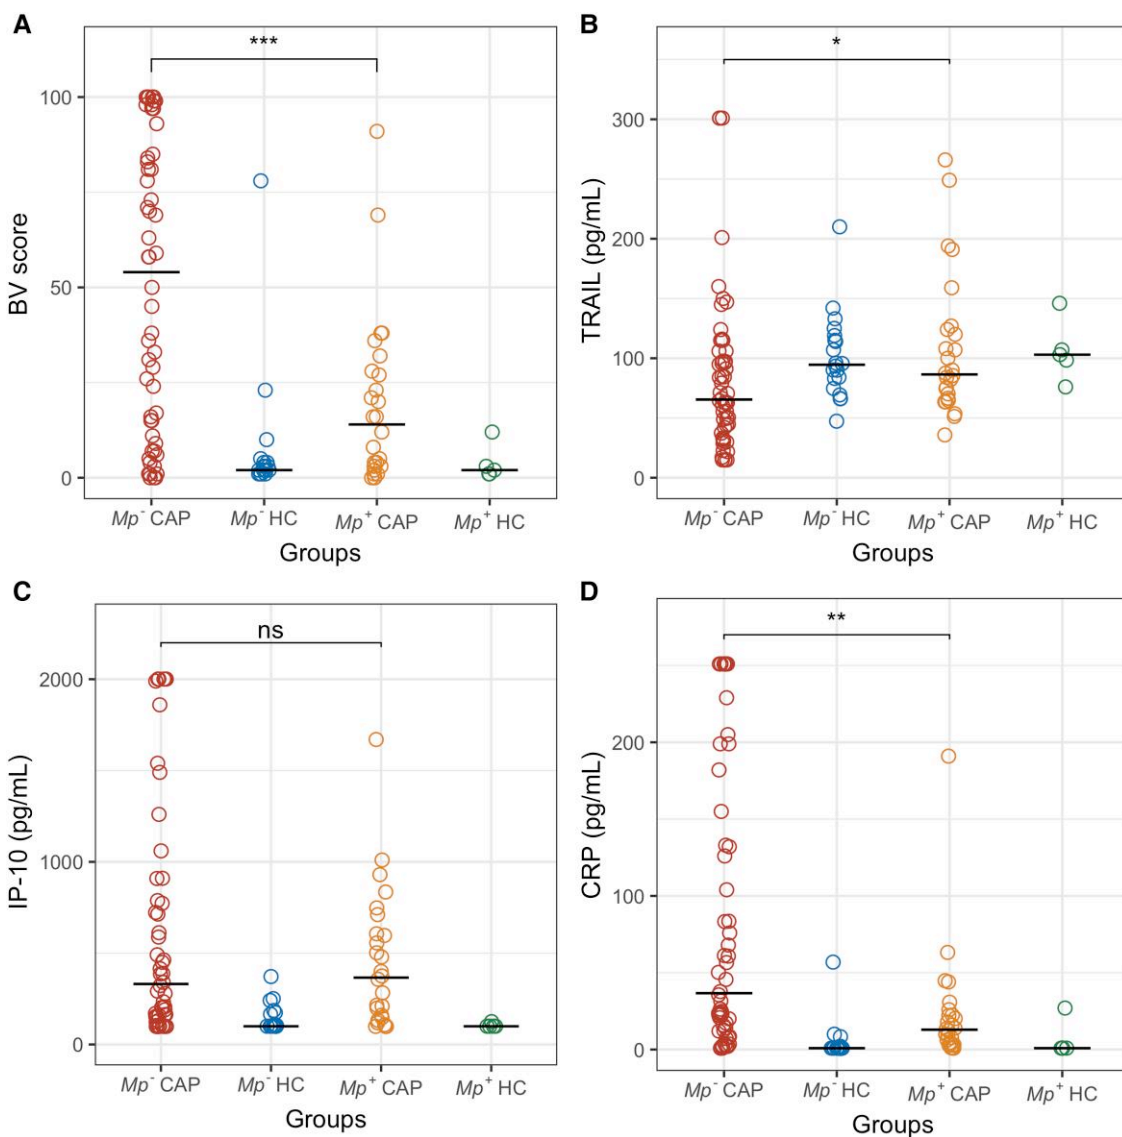 A
***
BV score
100
50
0
Mp⁻ CAP
Mp⁻ HC
Mp⁺ CAP
Mp⁺ HC
Groups
B
*
TRAIL (pg/mL)
300
200
100
0
Mp⁻ CAP
Mp⁻ HC
Mp⁺ CAP
Mp⁺ HC
Groups
C
ns
IP-10 (pg/mL)
2000
1000
0
Mp⁻ CAP
Mp⁻ HC
Mp⁺ CAP
Mp⁺ HC
Groups
D
**
CRP (pg/mL)
200
100
0
Mp⁻ CAP
Mp⁻ HC
Mp⁺ CAP
Mp⁺ HC
Groups